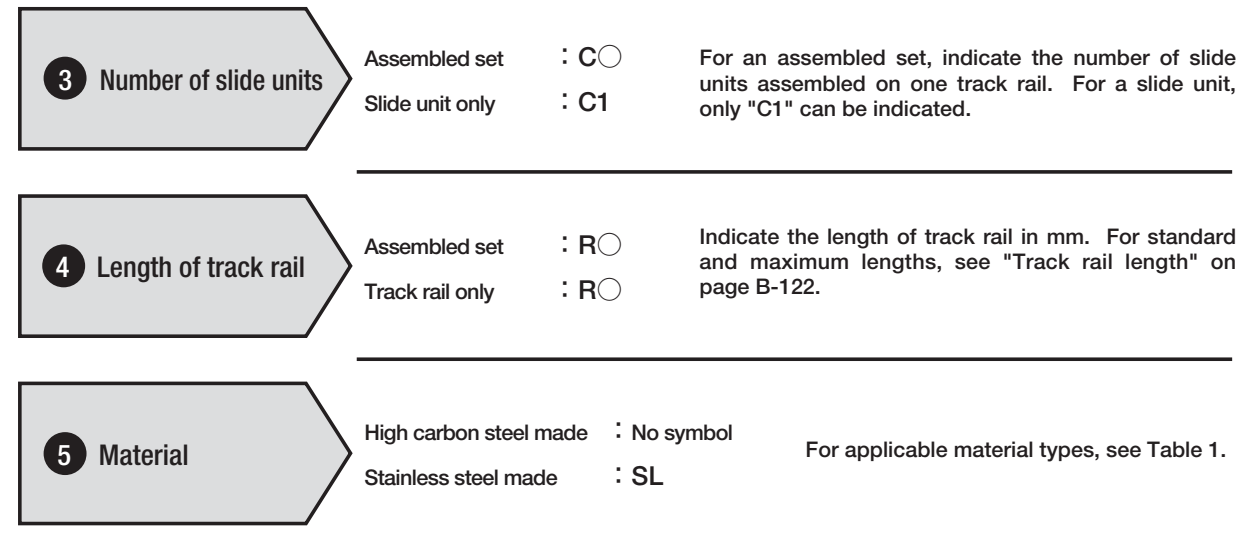 3 Number of slide units
Assembled set : C○
Slide unit only : C1
For an assembled set, indicate the number of slide
units assembled on one track rail. For a slide unit,
only "C1" can be indicated.
4 Length of track rail
Assembled set : R○
Track rail only : R○
Indicate the length of track rail in mm. For standard
and maximum lengths, see "Track rail length" on
page B-122.
5 Material
High carbon steel made : No symbol
Stainless steel made : SL
For applicable material types, see Table 1.